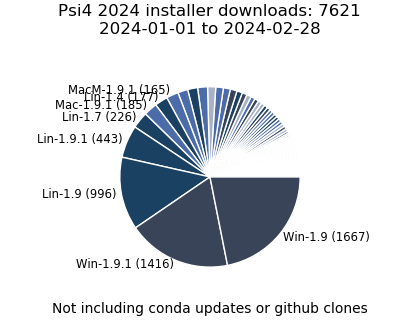 Psi4 2024 installer downloads: 7621
2024-01-01 to 2024-02-28
MacM-1.9.1 (165)
Lin-1.4 (177)
Mac-1.9.1 (185)
Lin-1.7 (226)
Lin-1.9.1 (443)
Lin-1.9 (996)
Win-1.9 (1667)
Win-1.9.1 (1416)
Not including conda updates or github clones